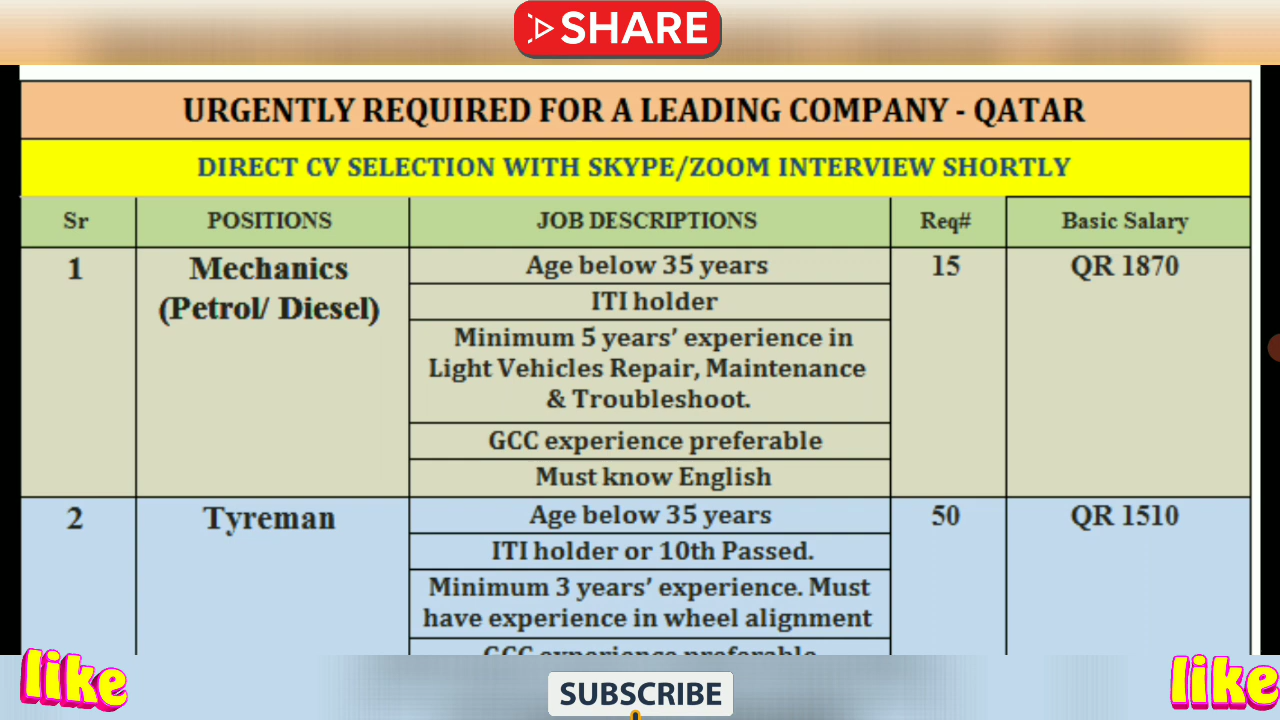 SHARE
URGENTLY REQUIRED FOR A LEADING COMPANY - QATAR
DIRECT CV SELECTION WITH SKYPE/ZOOM INTERVIEW SHORTLY
Sr POSITIONS JOB DESCRIPTIONS Req# Basic Salary
1 Mechanics (Petrol/ Diesel) Age below 35 years 15 QR 1870
ITI holder
Minimum 5 years' experience in
Light Vehicles Repair, Maintenance
& Troubleshoot.
GCC experience preferable
Must know English
2 Tyreman Age below 35 years 50 QR 1510
ITI holder or 10th Passed.
Minimum 3 years' experience. Must
have experience in wheel alignment
GCC experience preferable
like SUBSCRIBE like